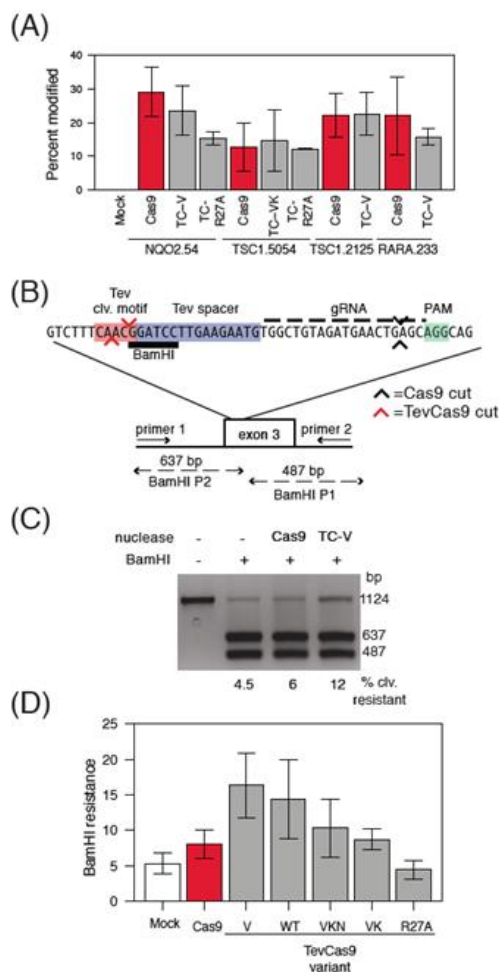 (A)
Percent modified
40
30
20
10
0
Mock
Cas9
TC-V
TC-
R27A
Cas9
TC-VK
TC-
R27A
Cas9
TC-V
Cas9
TC-V
NQO2.54
TSC1.5054
TSC1.2125
RARA.233
(B)
Tev
clv. motif
Tev spacer
gRNA
PAM
GTCTTTCAACGGATCCTTGAAGAATGTGGCTGTAGATGAACTGAGCAGGCAG
BamHI
=Cas9 cut
=TevCas9 cut
primer 1
exon 3
primer 2
637 bp
487 bp
BamHI P2
BamHI P1
(C)
nuclease - - Cas9 TC-V
BamHI - + + +
bp
1124
637
487
4.5 6 12 % clv.
resistant
(D)
BamHI resistance
25
20
15
10
5
0
Mock
Cas9
V
WT
VKN
VK
R27A
TevCas9
variant